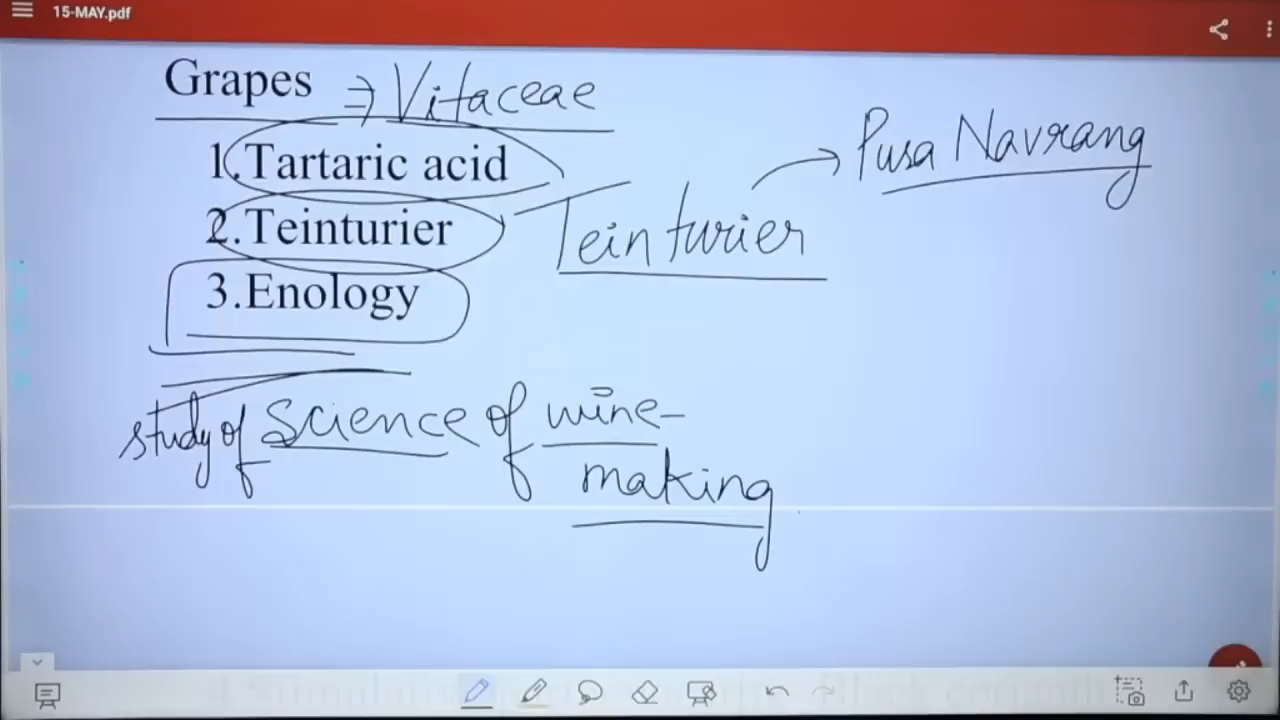 15-MAY.pdf
Grapes ⇒ Vitaceae
1.Tartaric acid
Pusa Navrang
2.Teinturier
Teinturier
3.Enology
study of Science of wine-
making